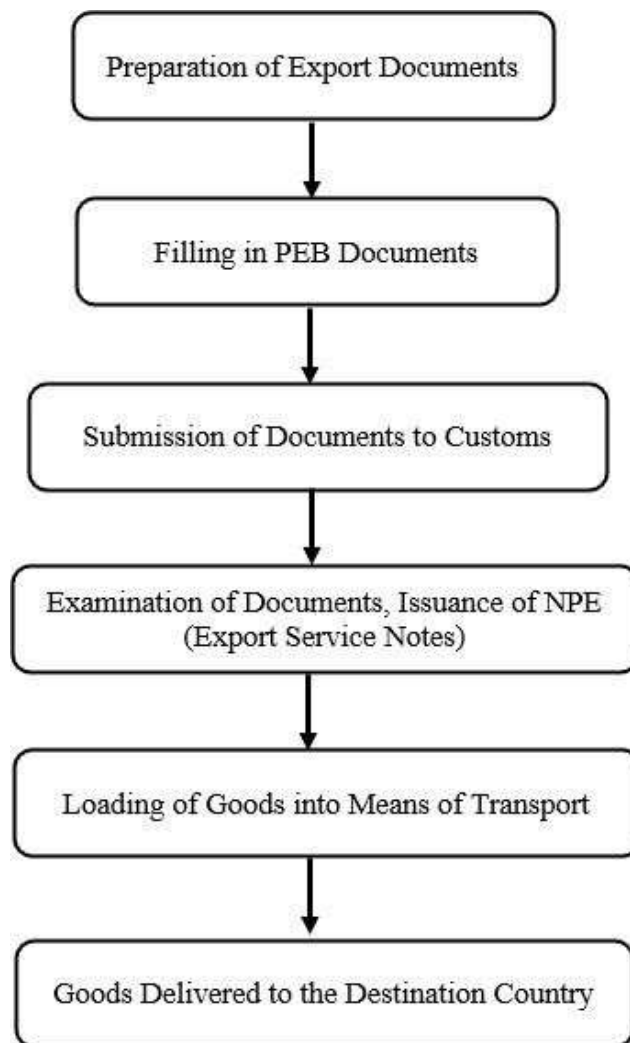 Preparation of Export Documents
Filling in PEB Documents
Submission of Documents to Customs
Examination of Documents, Issuance of NPE
(Export Service Notes)
Loading of Goods into Means of Transport
Goods Delivered to the Destination Country